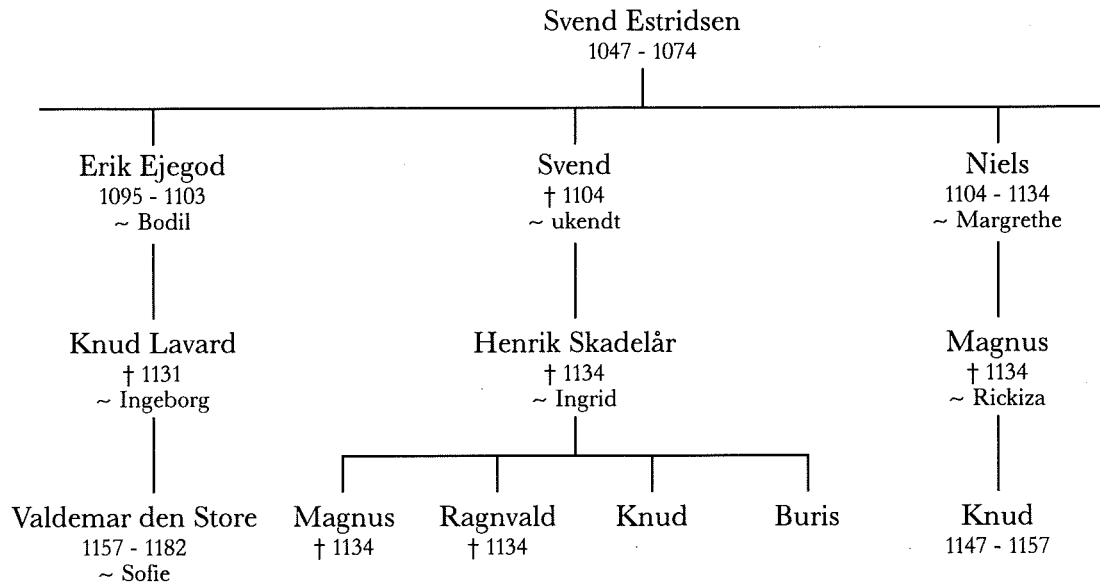 Svend Estridsen
1047 - 1074
Erik Ejegod
1095 - 1103
~ Bodil
Svend
† 1104
~ ukendt
Niels
1104 - 1134
~ Margrethe
Knud Lavard
† 1131
~ Ingeborg
Henrik Skadelår
† 1134
~ Ingrid
Magnus
† 1134
~ Rickiza
Valdemar den Store
1157 - 1182
~ Sofie
Magnus
† 1134
Ragnvald
† 1134
Knud
Buris
Knud
1147 - 1157